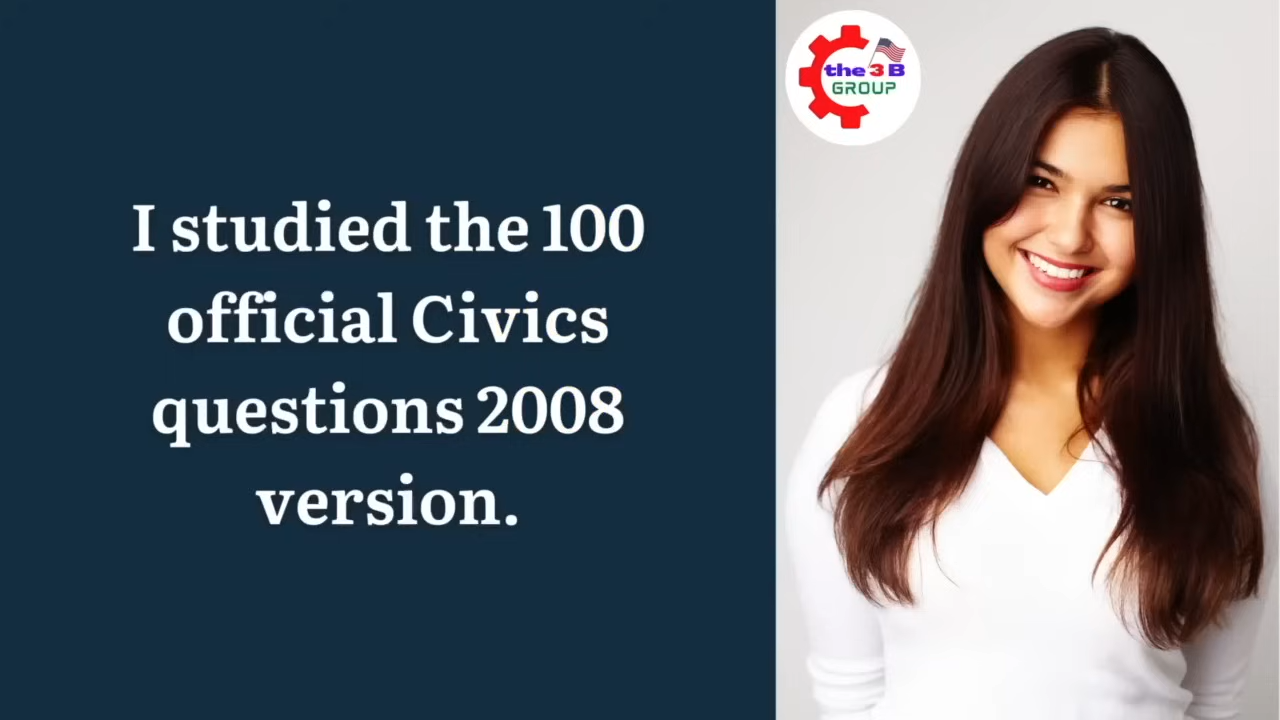 I studied the 100
official Civics
questions 2008
version.
the 3 B
GROUP